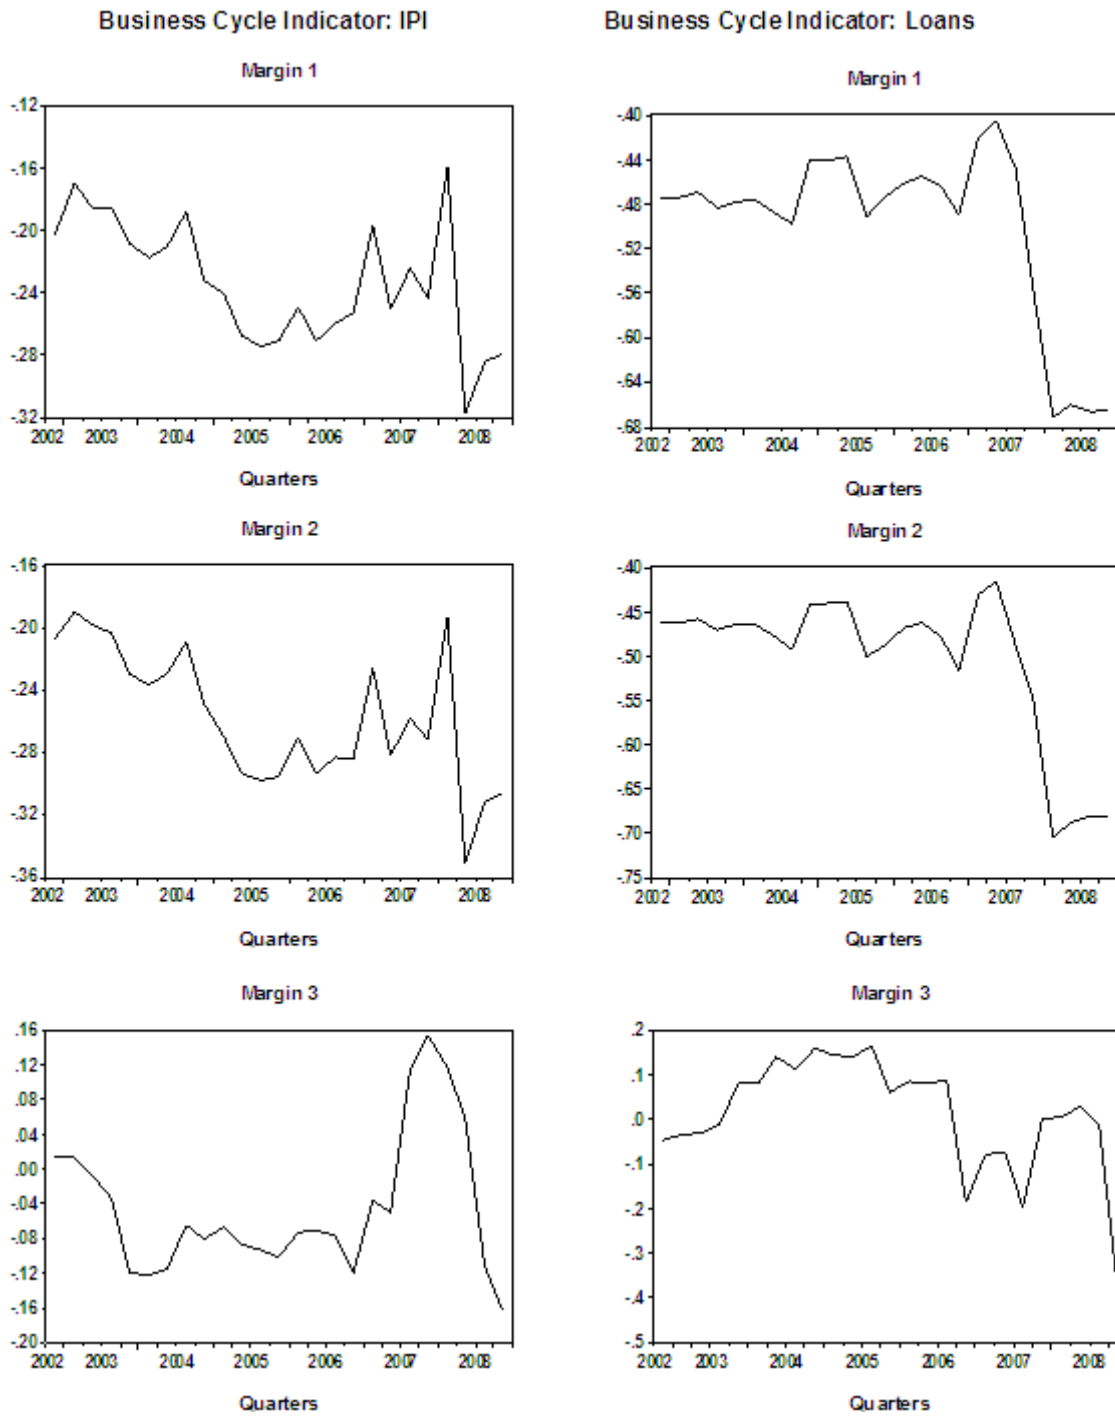 Business Cycle Indicator: IPI
Business Cycle Indicator: Loans
Margin 1
-.12
-.16
-.20
-.24
-.28
-.32
2002 2003 2004 2005 2006 2007 2008
Quarters
Margin 1
-.40
-.44
-.48
-.52
-.56
-.60
-.64
-.68
2002 2003 2004 2005 2006 2007 2008
Quarters
Margin 2
-.16
-.20
-.24
-.28
-.32
-.36
2002 2003 2004 2005 2006 2007 2008
Quarters
Margin 2
-.40
-.45
-.50
-.55
-.60
-.65
-.70
-.75
2002 2003 2004 2005 2006 2007 2008
Quarters
Margin 3
.16
.12
.08
.04
.00
-.04
-.08
-.12
-.16
-.20
2002 2003 2004 2005 2006 2007 2008
Quarters
Margin 3
.2
.1
.0
-.1
-.2
-.3
-.4
-.5
2002 2003 2004 2005 2006 2007 2008
Quarters